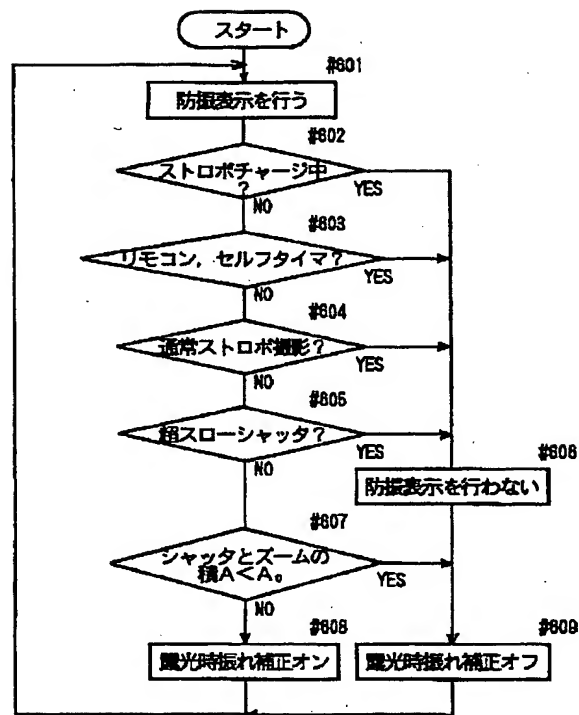 スタート
#601
防振表示を行う
#602
ストロボチャージ中
?
YES
NO
#603
リモコン,セルフタイマ?
YES
NO
#604
通常ストロボ撮影?
YES
NO
#605
超スローシャッタ?
YES
NO
#606
防振表示を行わない
#607
シャッタとズームの
積A<A。
YES
NO
#608
露光時振れ補正オン
#609
露光時振れ補正オフ